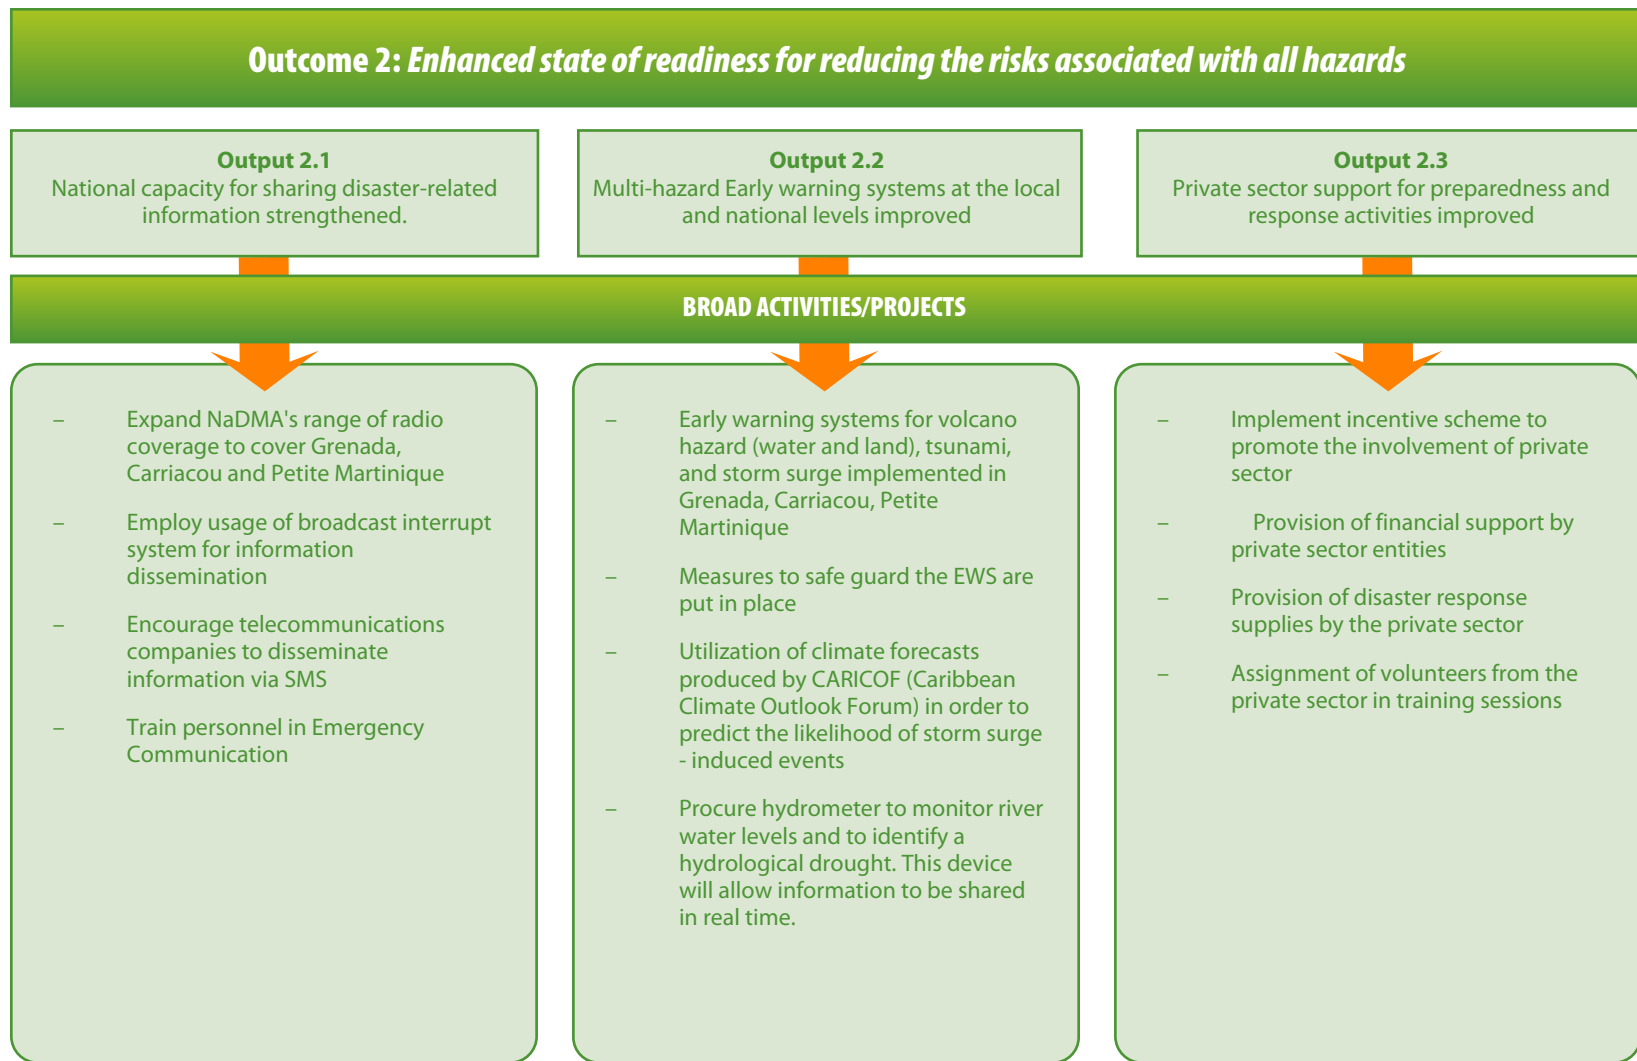 Outcome 2: Enhanced state of readiness for reducing the risks associated with all hazards
Output 2.1
National capacity for sharing disaster-related
information strengthened.
Output 2.2
Multi-hazard Early warning systems at the local
and national levels improved
Output 2.3
Private sector support for preparedness and
response activities improved
BROAD ACTIVITIES/PROJECTS
– Expand NaDMA's range of radio
coverage to cover Grenada,
Carriacou and Petite Martinique
– Employ usage of broadcast interrupt
system for information
dissemination
– Encourage telecommunications
companies to disseminate
information via SMS
– Train personnel in Emergency
Communication
– Early warning systems for volcano
hazard (water and land), tsunami,
and storm surge implemented in
Grenada, Carriacou, Petite
Martinique
– Measures to safe guard the EWS are
put in place
– Utilization of climate forecasts
produced by CARICOF (Caribbean
Climate Outlook Forum) in order to
predict the likelihood of storm surge
- induced events
– Procure hydrometer to monitor river
water levels and to identify a
hydrological drought. This device
will allow information to be shared
in real time.
– Implement incentive scheme to
promote the involvement of private
sector
– Provision of financial support by
private sector entities
– Provision of disaster response
supplies by the private sector
– Assignment of volunteers from the
private sector in training sessions